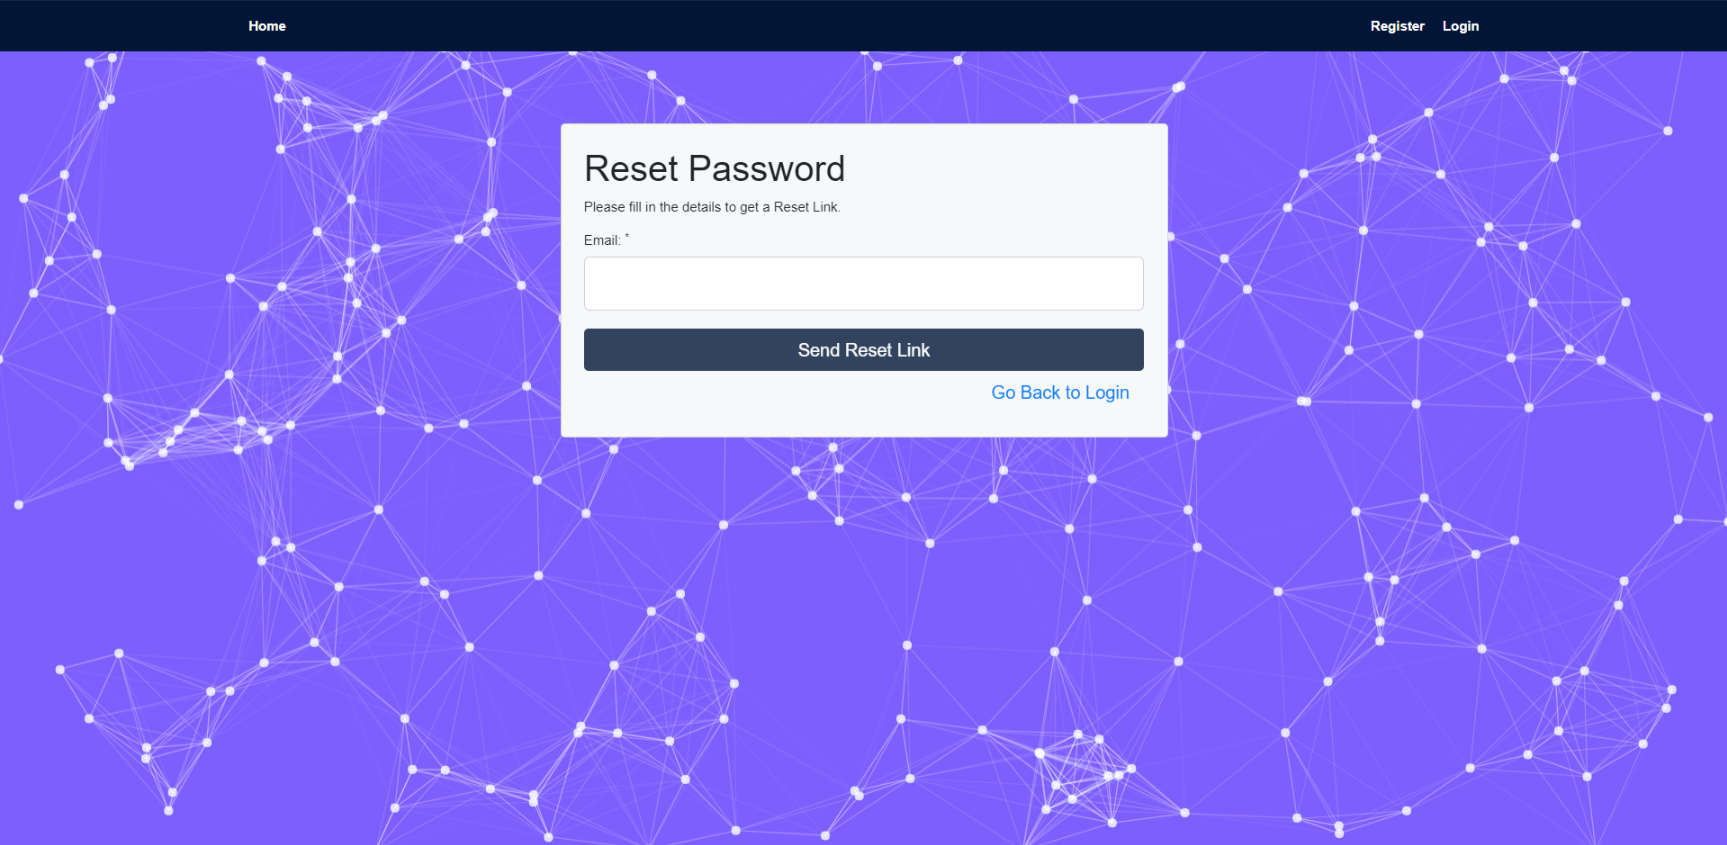 Home
Register
Login
Reset Password
Please fill in the details to get a Reset Link.
Email: *
Send Reset Link
Go Back to Login